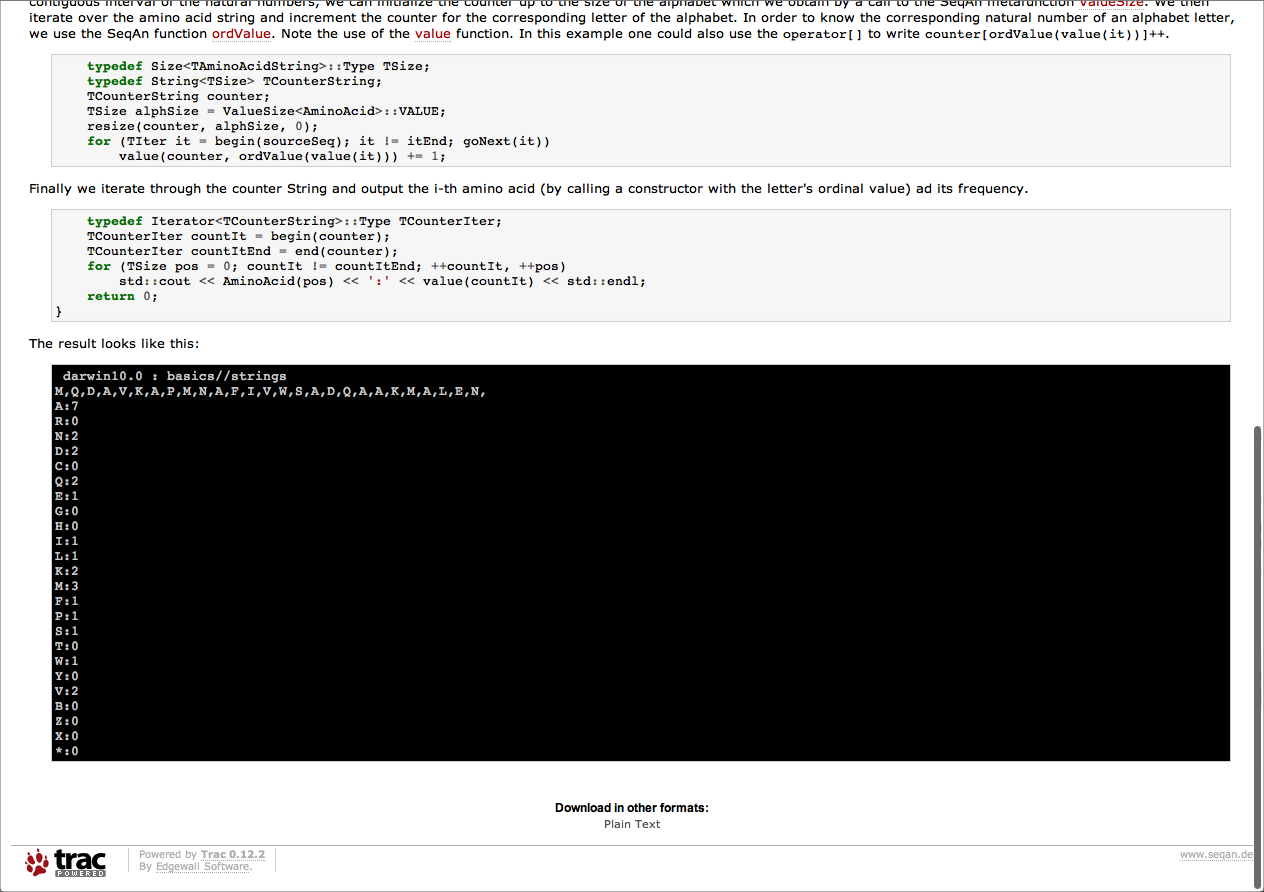 contiguous interval of the natural numbers, we can initialize the counter up to the size of the alphabet which we obtain by a call to the SeqAn metafunction ValueSize. We then
iterate over the amino acid string and increment the counter for the corresponding letter of the alphabet. In order to know the corresponding natural number of an alphabet letter,
we use the SeqAn function ordValue. Note the use of the value function. In this example one could also use the operator[] to write counter[ordValue(value(it))]++.
typedef Size<TAminoAcidString>::Type TSize;
typedef String<TSize> TCounterString;
TCounterString counter;
TSize alphSize = ValueSize<AminoAcid>::VALUE;
resize(counter, alphSize, 0);
for (TIter it = begin(sourceSeq); it != itEnd; goNext(it))
value(counter, ordValue(value(it))) += 1;
Finally we iterate through the counter String and output the i-th amino acid (by calling a constructor with the letter's ordinal value) ad its frequency.
typedef Iterator<TCounterString>::Type TCounterIter;
TCounterIter countIt = begin(counter);
TCounterIter countItEnd = end(counter);
for (TSize pos = 0; countIt != countItEnd; ++countIt, ++pos)
std::cout << AminoAcid(pos) << ':' << value(countIt) << std::endl;
return 0;
}
The result looks like this:
darwin10.0 : basics//strings
M,Q,D,A,V,K,A,P,M,N,A,F,I,V,W,S,A,D,Q,A,A,K,M,A,L,E,N,
A:7
R:0
N:2
D:2
C:0
Q:2
E:1
G:0
H:0
I:1
L:1
K:2
M:3
F:1
P:1
S:1
T:0
W:1
Y:0
V:2
B:0
Z:0
X:0
*:0
Download in other formats:
Plain Text
trac
POWERED
Powered by Trac 0.12.2
By Edgewall Software.
www.seqan.de